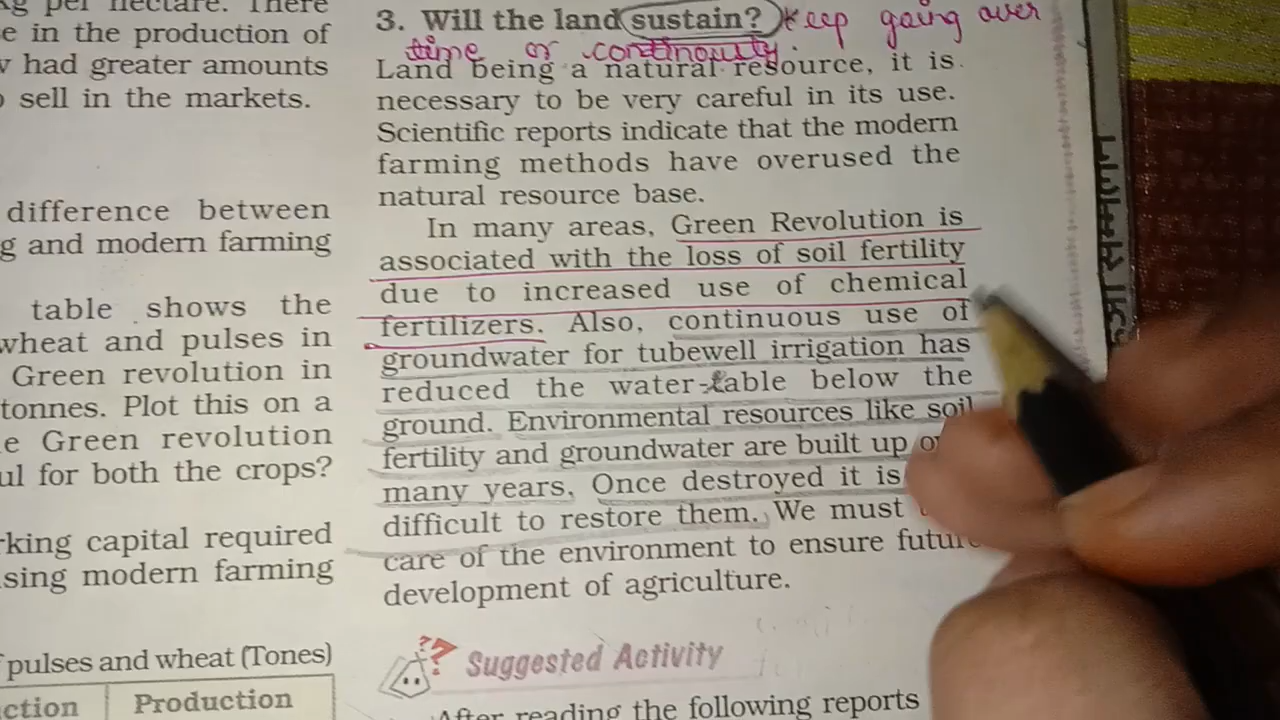 kg per hectare. There
e in the production of
had greater amounts
sell in the markets.
difference between
g and modern farming
table shows the
wheat and pulses in
Green revolution in
tonnes. Plot this on a
e Green revolution
ul for both the crops?
rking capital required
sing modern farming
pulses and wheat (Tones)
ction Production
3. Will the land sustain? keep going over
time or continouty.
Land being a natural resource, it is
necessary to be very careful in its use.
Scientific reports indicate that the modern
farming methods have overused the
natural resource base.
In many areas, Green Revolution is
associated with the loss of soil fertility
due to increased use of chemical
fertilizers. Also, continuous use of
groundwater for tubewell irrigation has
reduced the water-table below the
ground. Environmental resources like soil
fertility and groundwater are built up
many years. Once destroyed it is
difficult to restore them. We must
care of the environment to ensure future
development of agriculture.
??
Suggested Activity
After reading the following reports